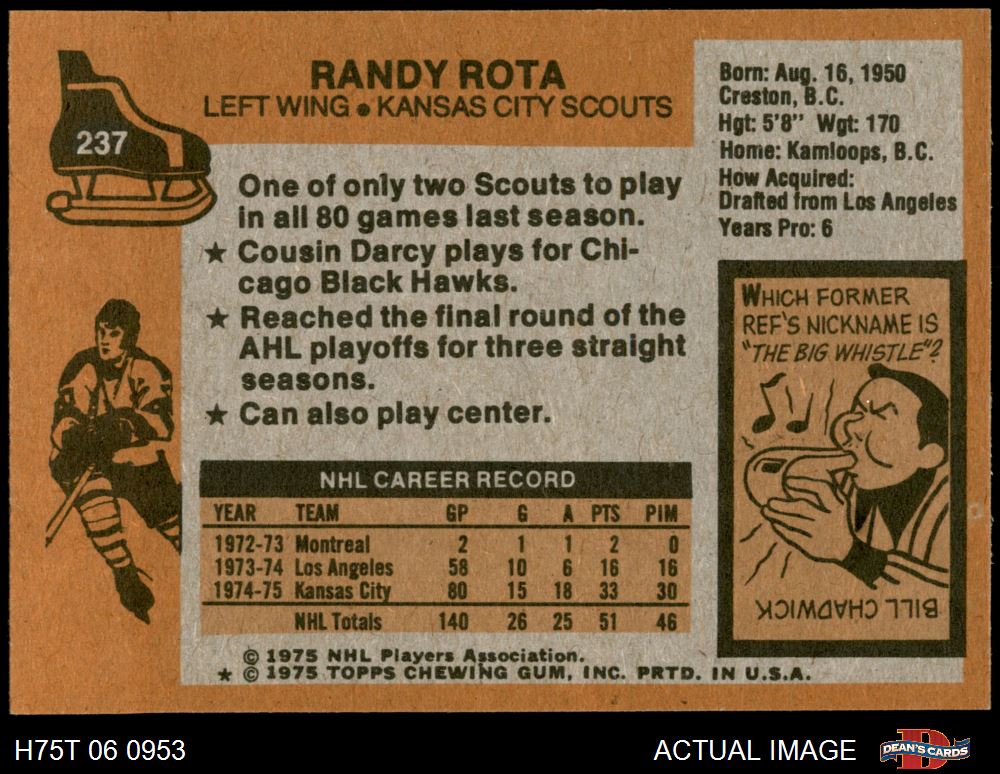 237
RANDY ROTA
LEFT WING • KANSAS CITY SCOUTS
Born: Aug. 16, 1950
Creston, B.C.
Hgt: 5'8" Wgt: 170
Home: Kamloops, B.C.
How Acquired:
Drafted from Los Angeles
Years Pro: 6
One of only two Scouts to play
in all 80 games last season.
★ Cousin Darcy plays for Chi-
cago Black Hawks.
★ Reached the final round of the
AHL playoffs for three straight
seasons.
★ Can also play center.
WHICH FORMER
REF'S NICKNAME IS
"THE BIG WHISTLE"?
BILL CHADWICK
NHL CAREER RECORD
YEAR TEAM GP G A PTS PIM
1972-73 Montreal 2 1 1 2 0
1973-74 Los Angeles 58 10 6 16 16
1974-75 Kansas City 80 15 18 33 30
NHL Totals 140 26 25 51 46
© 1975 NHL Players Association.
★ © 1975 TOPPS CHEWING GUM, INC. PRTD. IN U.S.A.
H75T 06 0953
ACTUAL IMAGE
DEAN'S CARDS